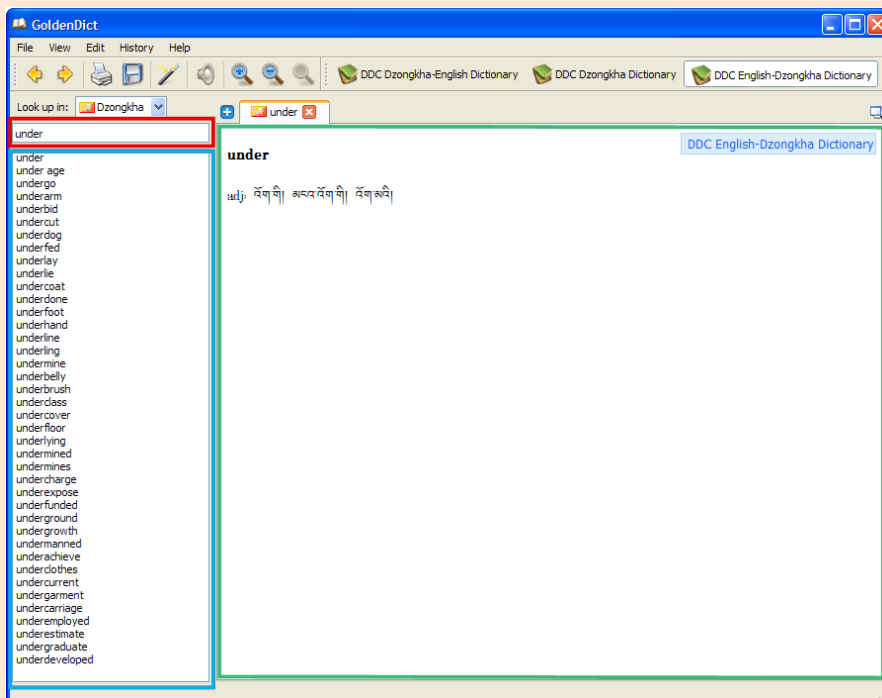 GoldenDict
File View Edit History Help
DDC Dzongkha-English Dictionary DDC Dzongkha Dictionary DDC English-Dzongkha Dictionary
Look up in: Dzongkha
under
under
DDC English-Dzongkha Dictionary
under
adj: འོག་གི། མངའ་འོག་གི། འོག་མའི།
under
under age
undergo
underarm
underbid
undercut
underdog
underfed
underlay
underlie
undercoat
underdone
underfoot
underhand
underline
underling
undermine
underbelly
underbrush
underclass
undercover
underfloor
underlying
undermined
undermines
undercharge
underexpose
underfunded
underground
undergrowth
undermanned
underachieve
underclothes
undercurrent
undergarment
undercarriage
underemployed
underestimate
undergraduate
underdeveloped